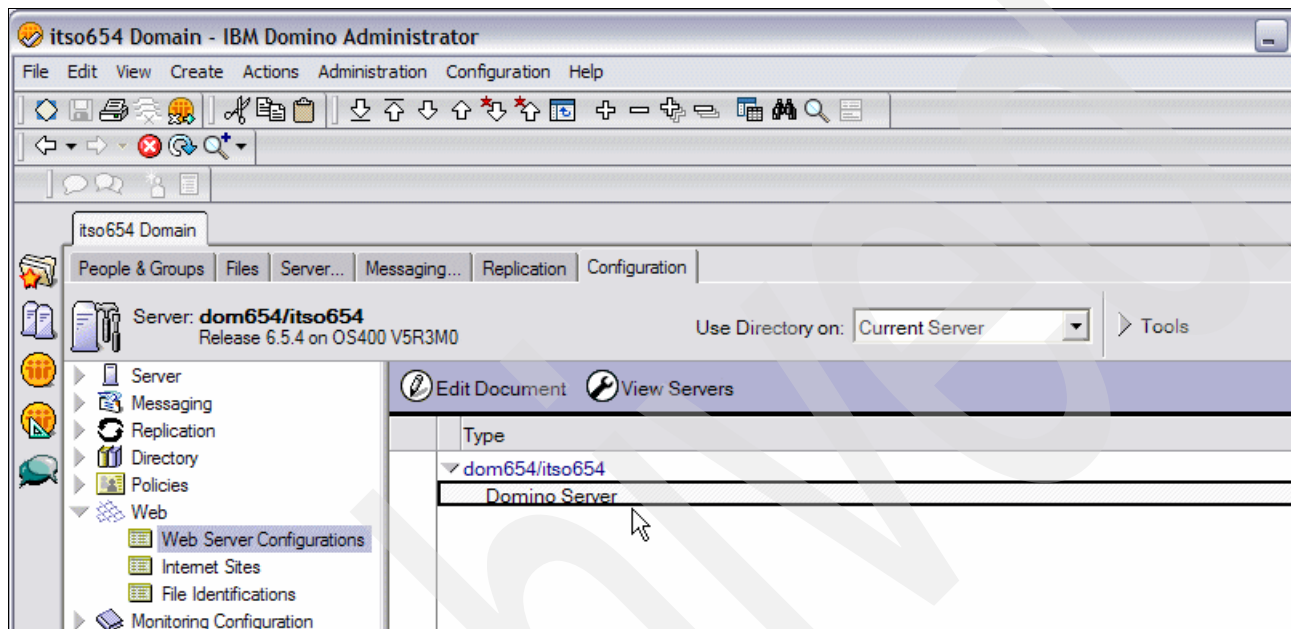 itso654 Domain - IBM Domino Administrator
File Edit View Create Actions Administration Configuration Help
itso654 Domain
People & Groups Files Server... Messaging... Replication Configuration
Server: dom654/itso654
Release 6.5.4 on OS400 V5R3M0
Use Directory on: Current Server
Tools
Server
Messaging
Replication
Directory
Policies
Web
Web Server Configurations
Internet Sites
File Identifications
Monitoring Configuration
Edit Document View Servers
Type
dom654/itso654
Domino Server